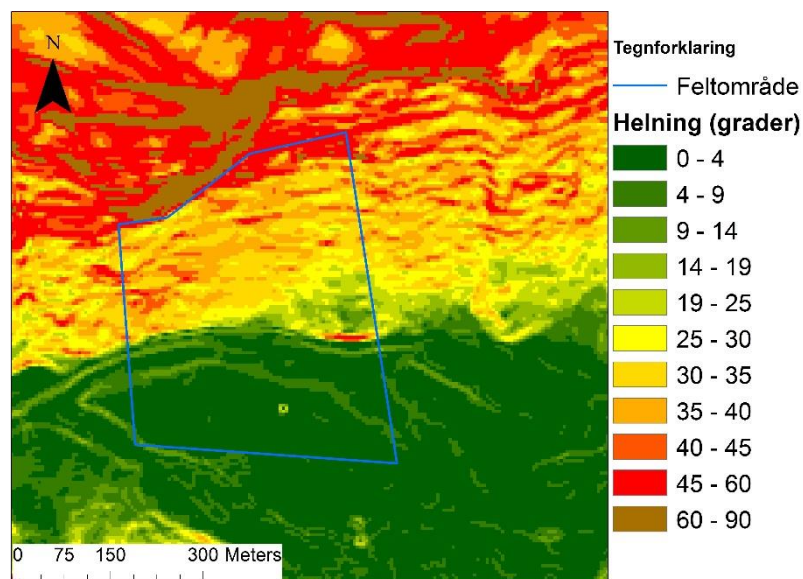 N
Tegnforklaring
Feltområde
Helning (grader)
0 - 4
4 - 9
9 - 14
14 - 19
19 - 25
25 - 30
30 - 35
35 - 40
40 - 45
45 - 60
60 - 90
0 75 150 300 Meters